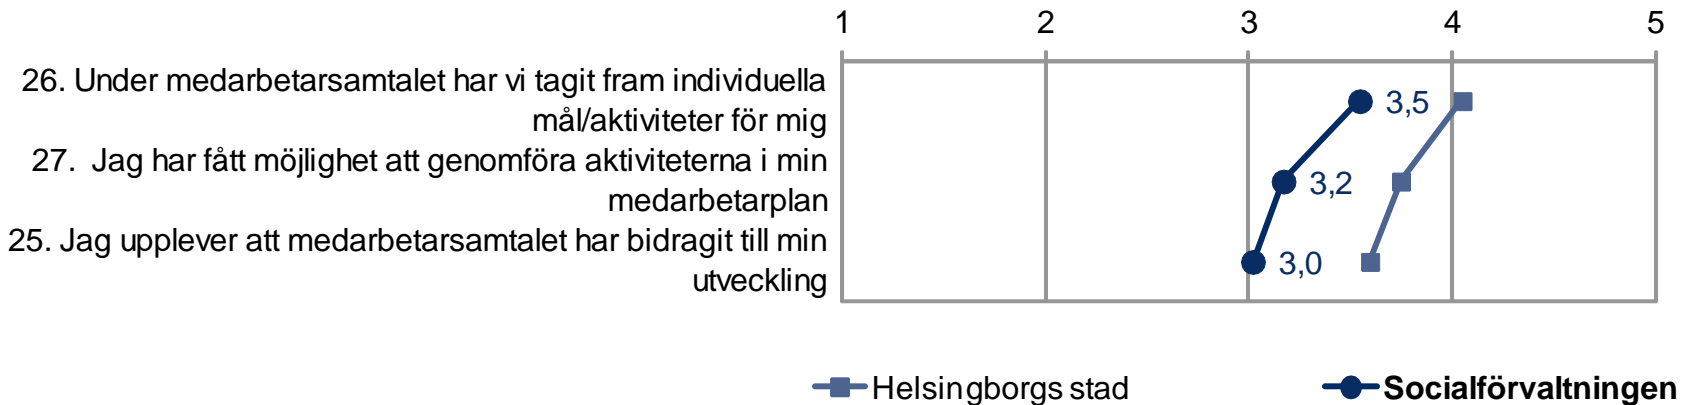 1 2 3 4 5
26. Under medarbetarsamtalet har vi tagit fram individuella
mål/aktiviteter för mig
3,5
27. Jag har fått möjlighet att genomföra aktiviteterna i min
medarbetarplan
3,2
25. Jag upplever att medarbetarsamtalet har bidragit till min
utveckling
3,0
Helsingborgs stad Socialförvaltningen